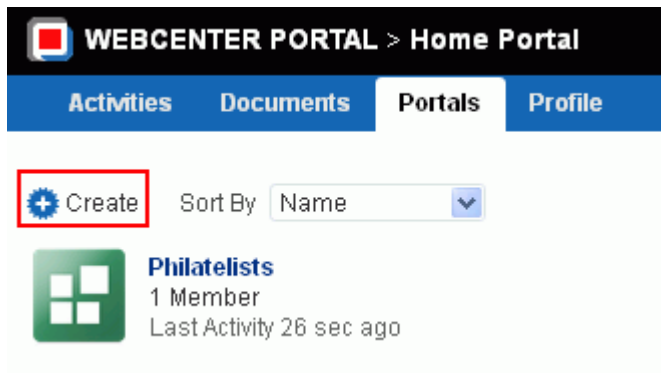 WEBCENTER PORTAL > Home Portal
Activities Documents Portals Profile
Create Sort By Name
Philatelists
1 Member
Last Activity 26 sec ago